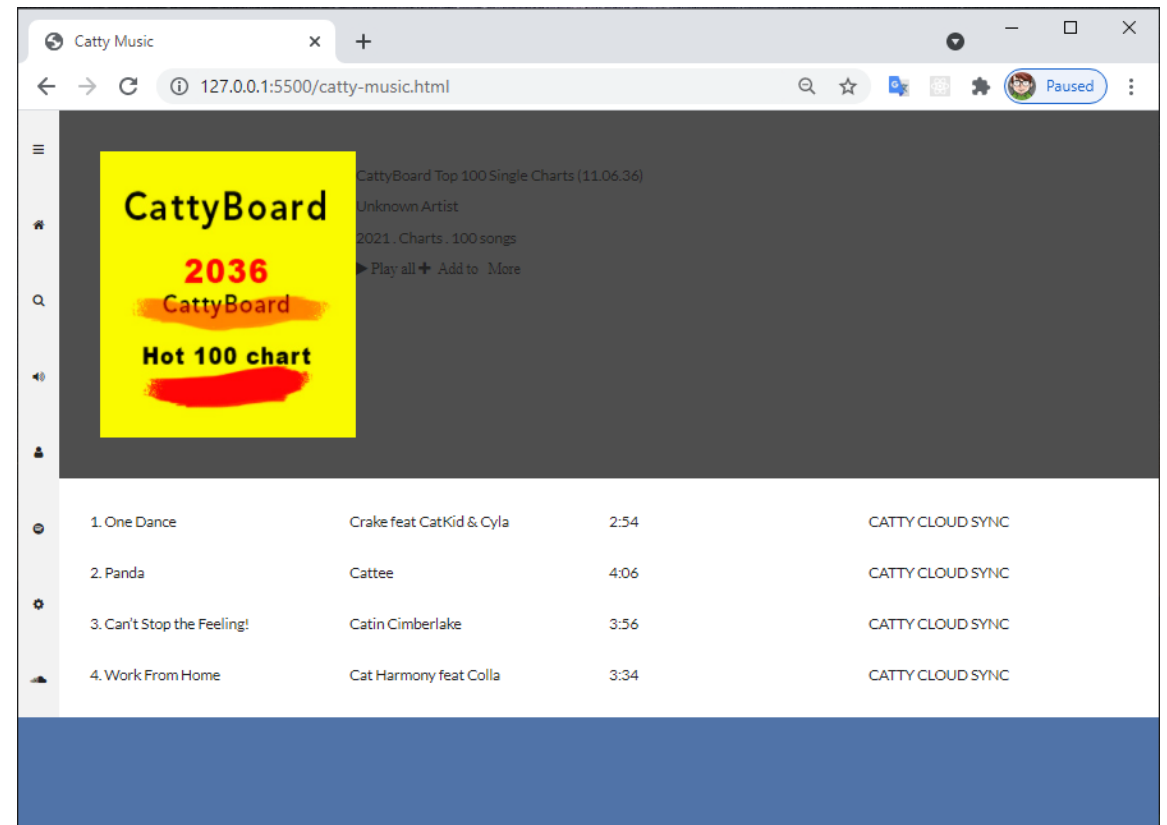 Catty Music
127.0.0.1:5500/catty-music.html
Paused
CattyBoard
2036
CattyBoard
Hot 100 chart
CattyBoard Top 100 Single Charts (11.06.36)
Unknown Artist
2021 . Charts . 100 songs
Play all Add to More
1. One Dance Crake feat CatKid & Cyla 2:54 CATTY CLOUD SYNC
2. Panda Cattee 4:06 CATTY CLOUD SYNC
3. Can't Stop the Feeling! Catin Cimberlake 3:56 CATTY CLOUD SYNC
4. Work From Home Cat Harmony feat Colla 3:34 CATTY CLOUD SYNC